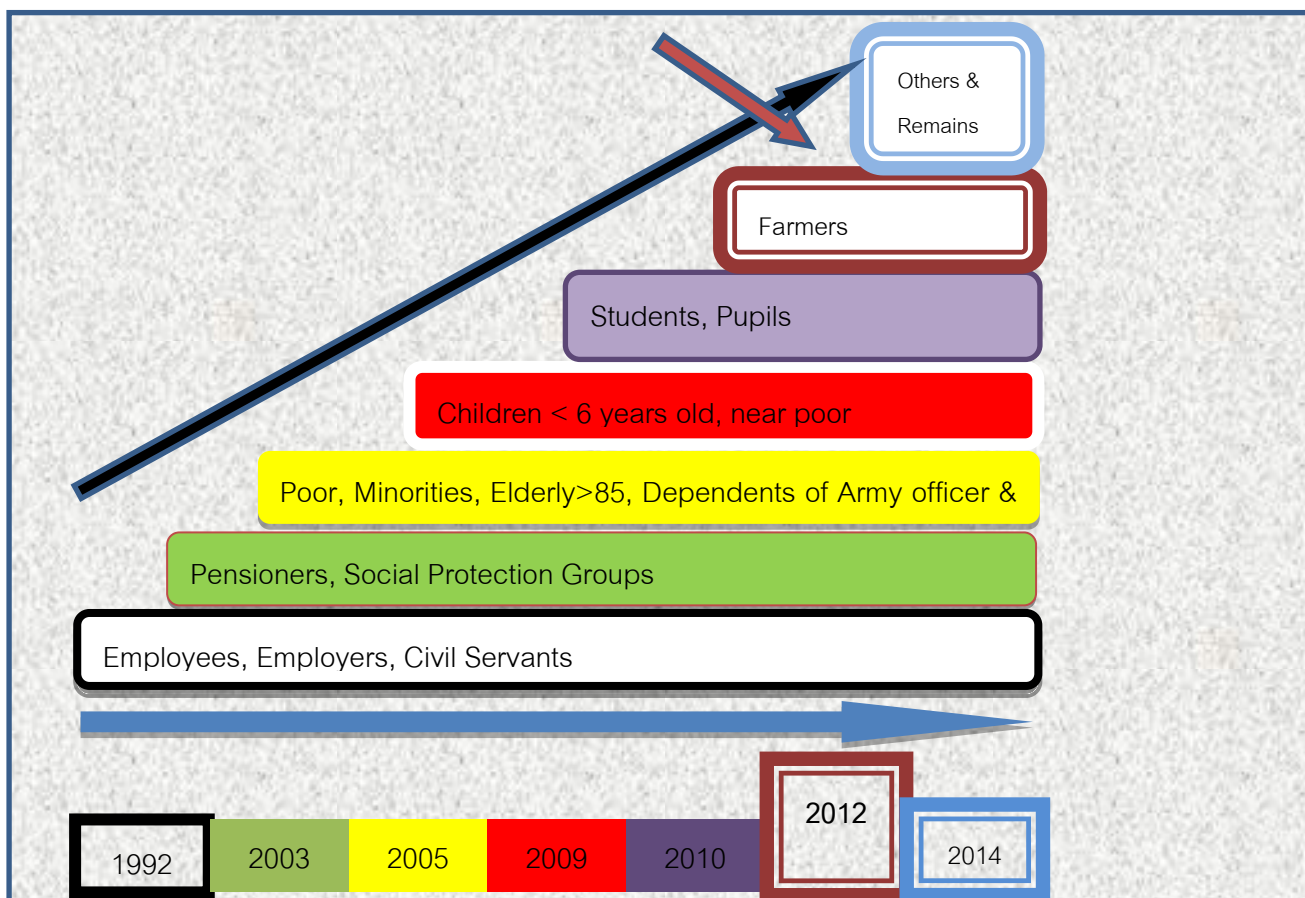 Others &
Remains
Farmers
Students, Pupils
Children < 6 years old, near poor
Poor, Minorities, Elderly>85, Dependents of Army officer &
Pensioners, Social Protection Groups
Employees, Employers, Civil Servants
1992 2003 2005 2009 2010 2012 2014